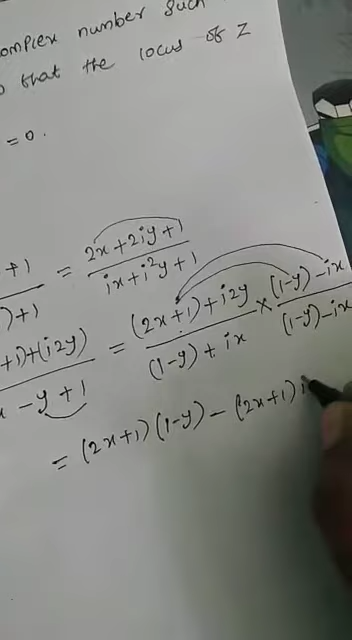 complex number such
that the locus of Z
= 0.
+ 1 / ) + 1 = 2x + 2iy + 1 / ix + i²y + 1
+1) + (i2y) / x - y + 1 = (2x + 1) + i2y / (1-y) + ix × (1-y) - ix / (1-y) - ix
= (2x+1) (1-y) - (2x+1) i